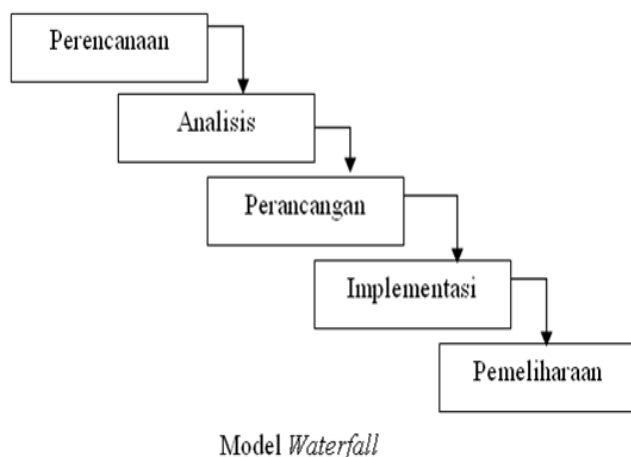 Perencanaan
Analisis
Perancangan
Implementasi
Pemeliharaan
Model Waterfall